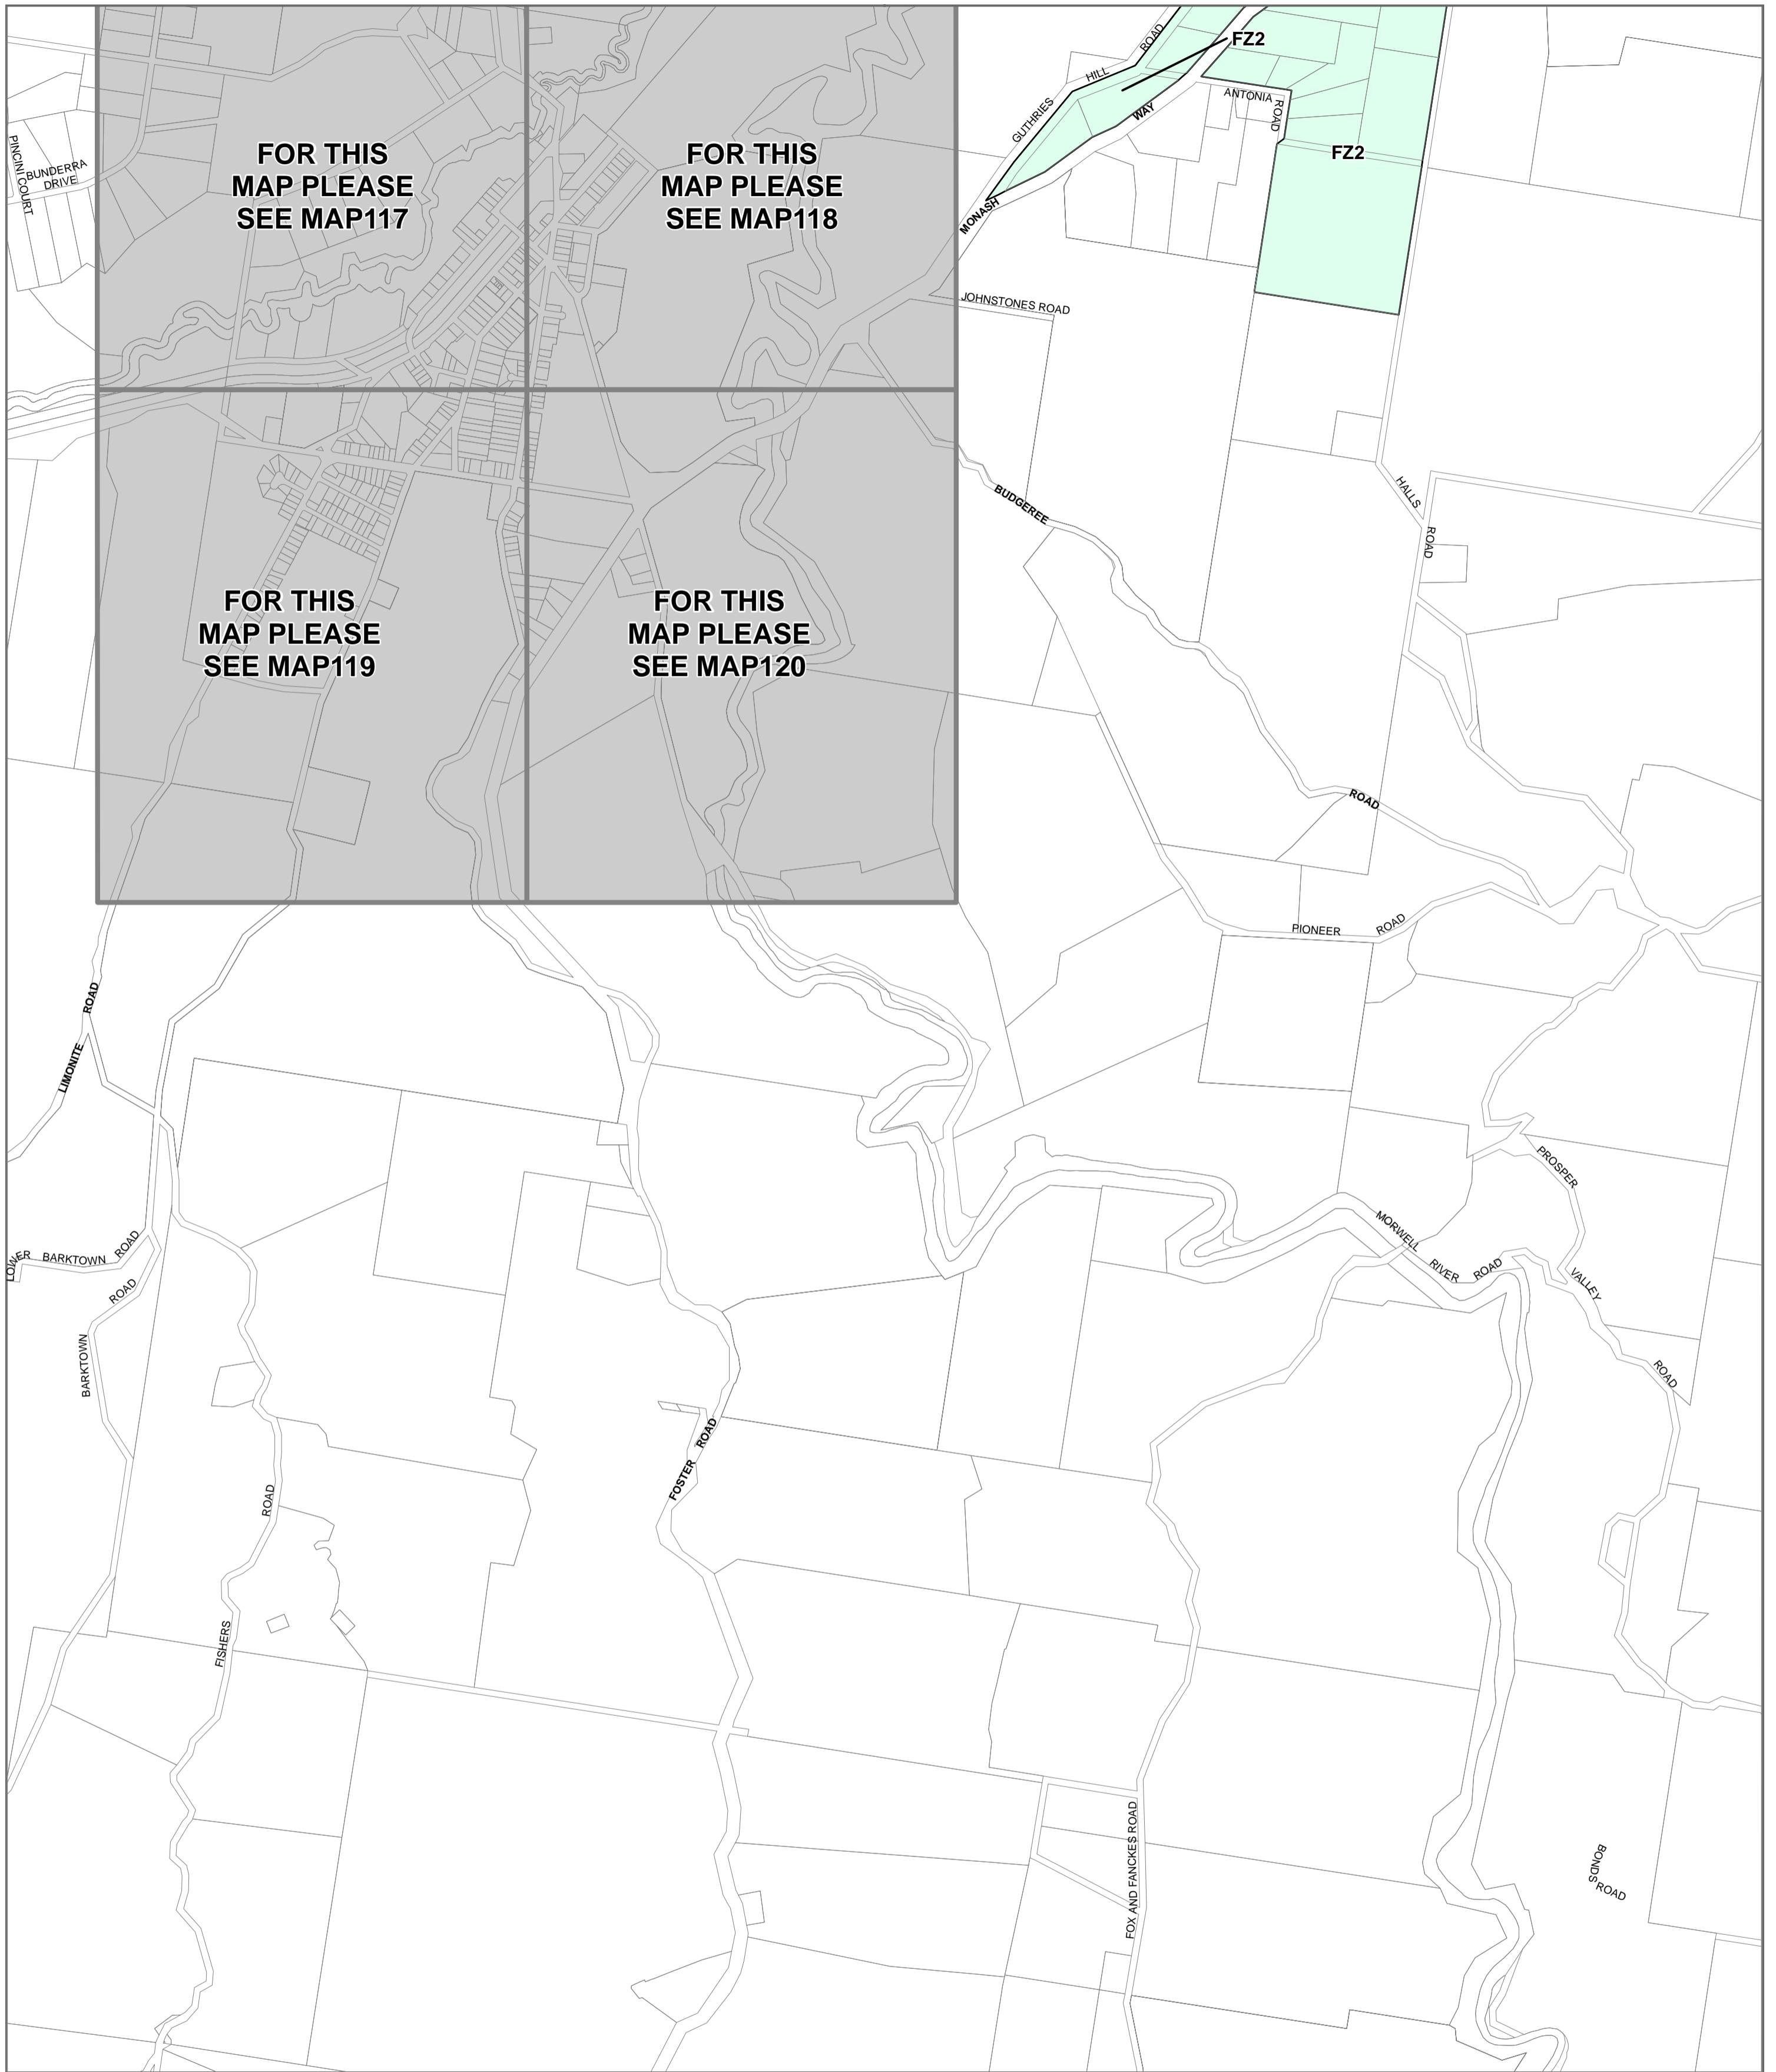 ROAD
FZ2
HILL
GUTHRIES
WAY
ANTONIA
ROAD
FZ2
MONASH
PINCINI COURT
BUNDERRA
DRIVE
FOR THIS
MAP PLEASE
SEE MAP117
FOR THIS
MAP PLEASE
SEE MAP118
JOHNSTONES ROAD
BUDGEREE
HALLS
ROAD
FOR THIS
MAP PLEASE
SEE MAP119
FOR THIS
MAP PLEASE
SEE MAP120
ROAD
PIONEER
ROAD
ROAD
LIMONITE
PROSPER
MORWELL
RIVER
ROAD
VALLEY
ROAD
LOWER
BARKTOWN
ROAD
ROAD
BARKTOWN
ROAD
FOSTER
ROAD
FISHERS
FOX AND FANCKES ROAD
BONDS
ROAD